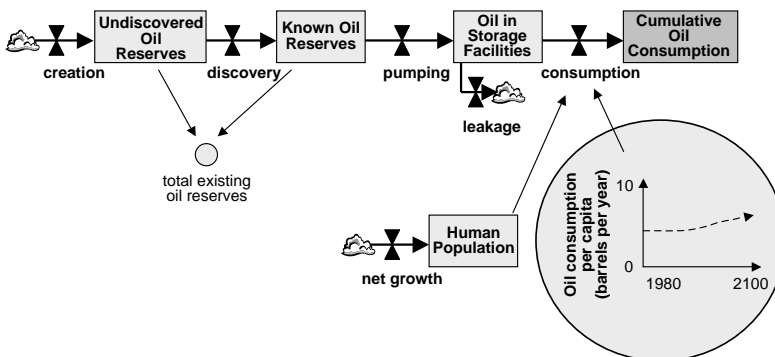 Undiscovered
Oil
Reserves
Known Oil
Reserves
Oil in
Storage
Facilities
Cumulative
Oil
Consumption
creation
discovery
pumping
consumption
leakage
total existing
oil reserves
Human
Population
net growth
Oil consumption
per capita
(barrels per year)
10
0
1980
2100